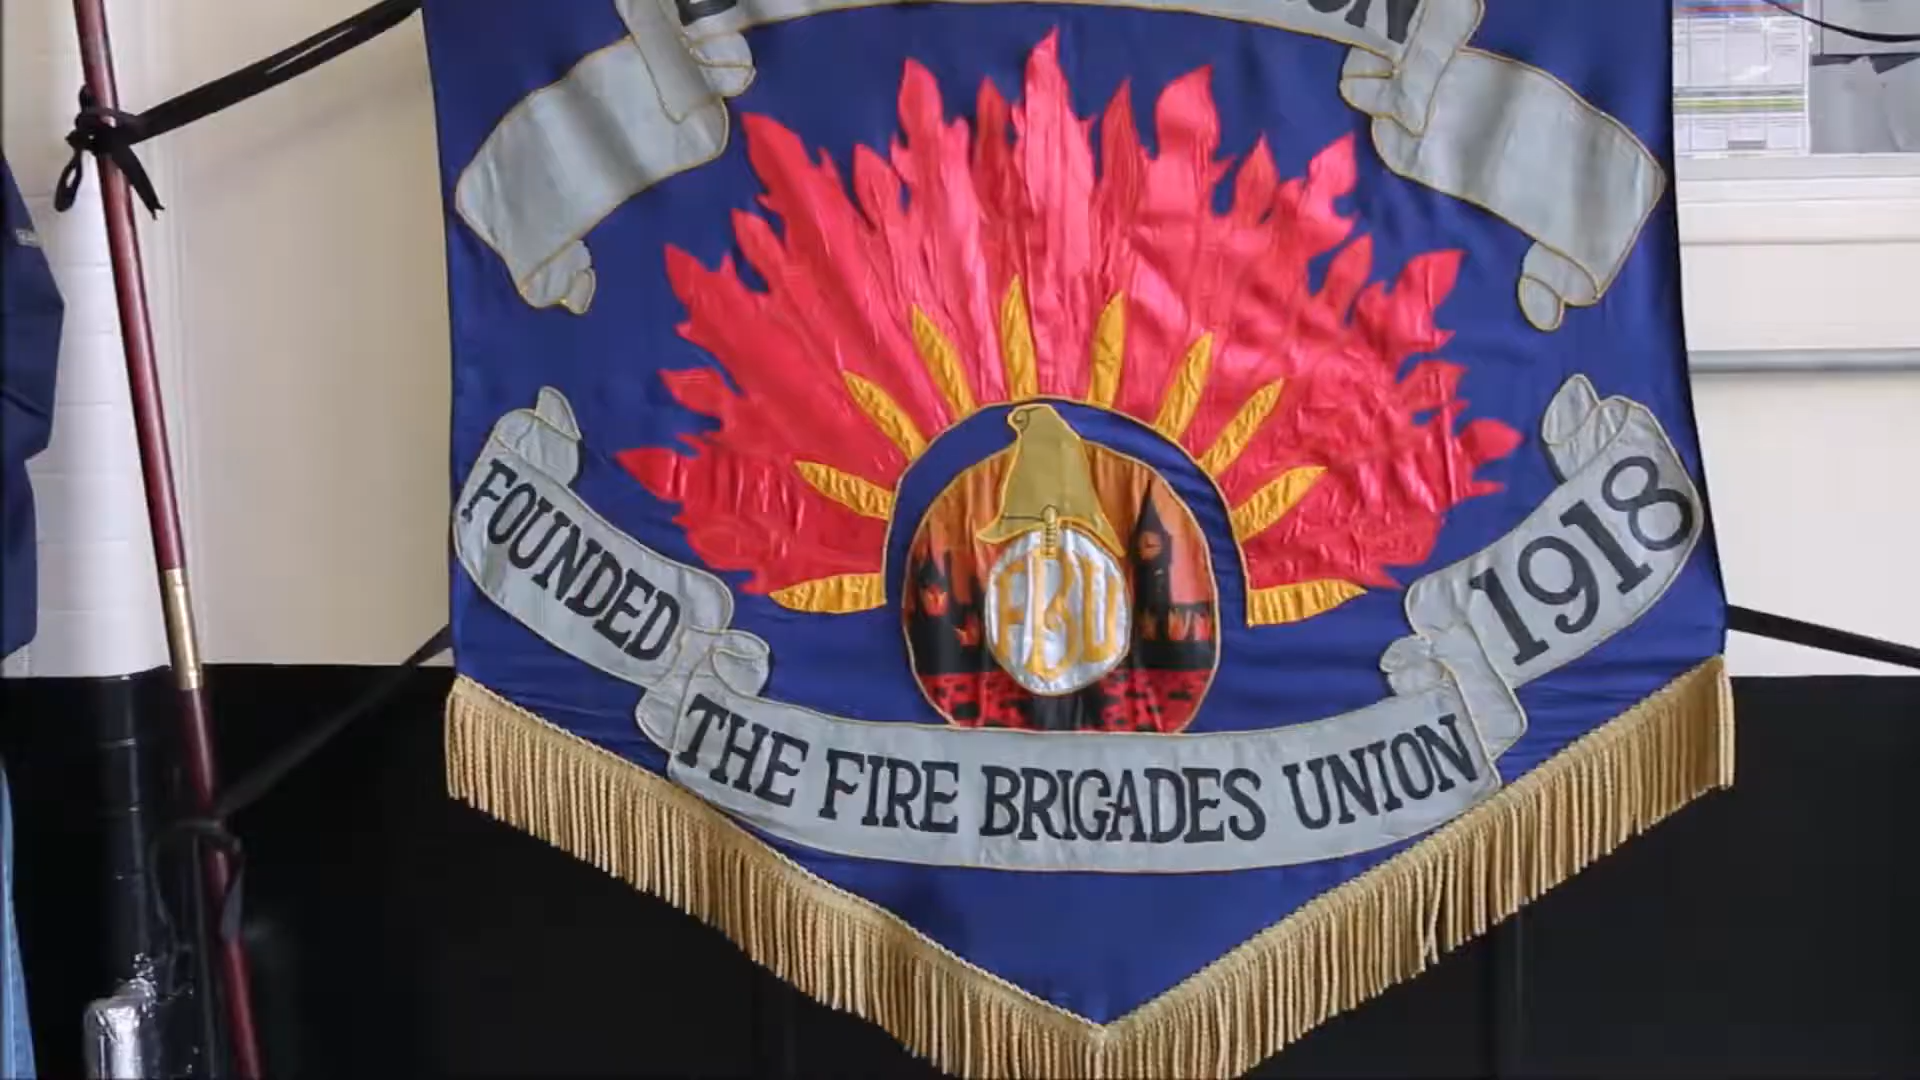 FOUNDED
1918
FBU
THE FIRE BRIGADES UNION